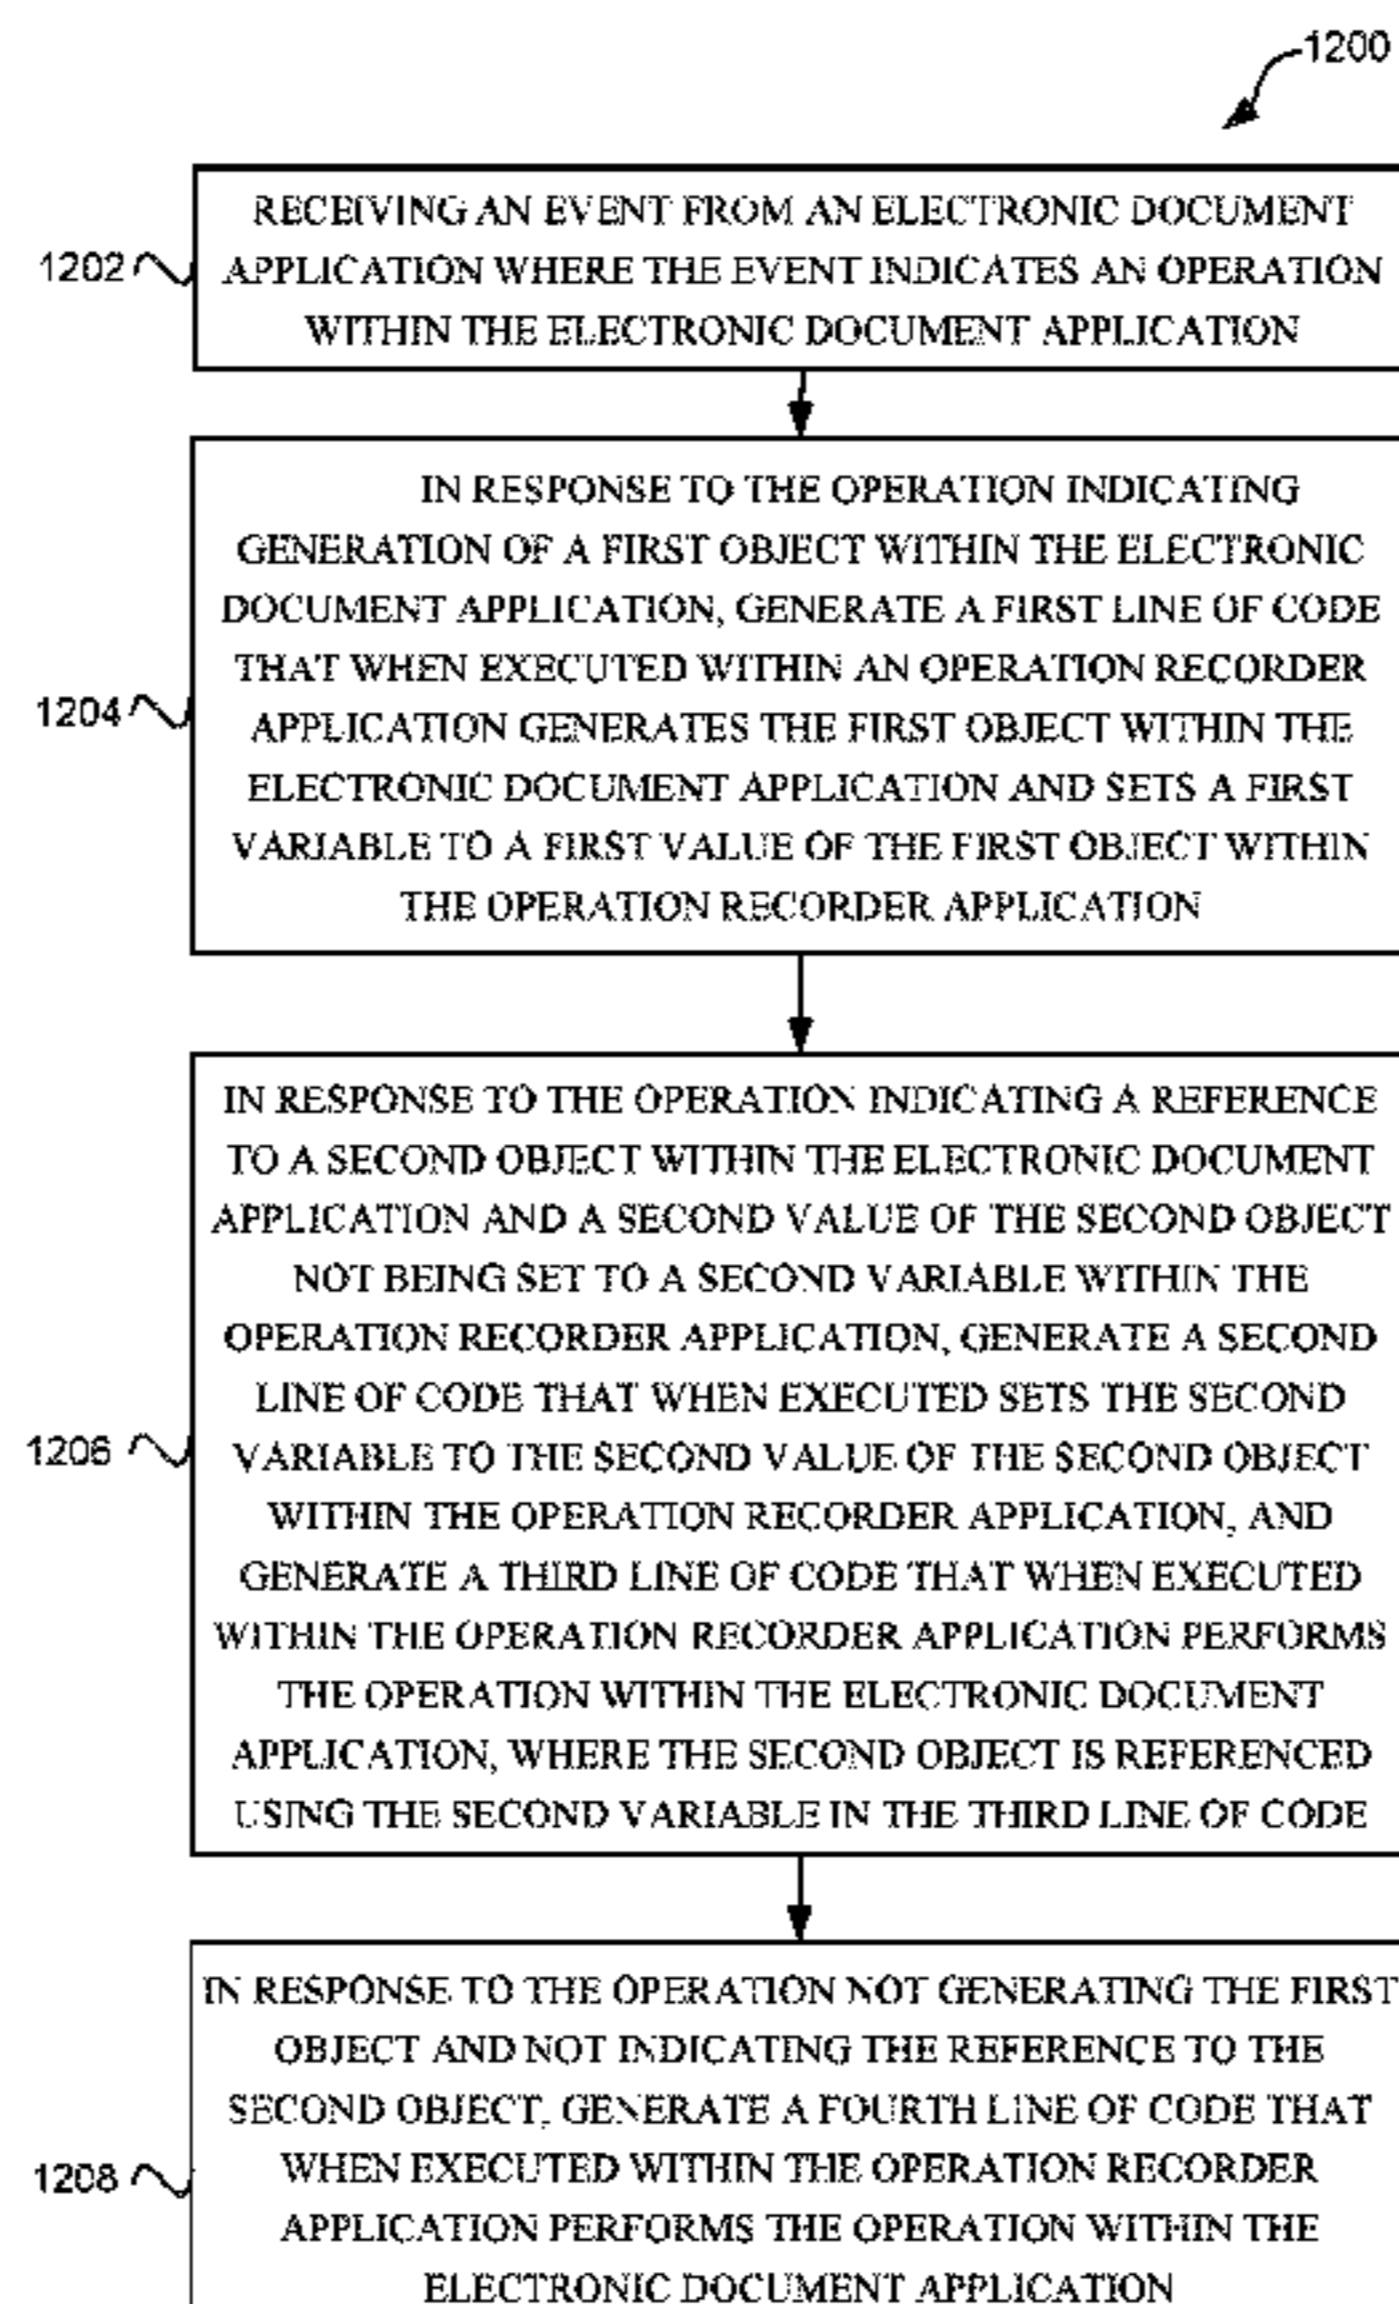 1200
RECEIVING AN EVENT FROM AN ELECTRONIC DOCUMENT
1202
APPLICATION WHERE THE EVENT INDICATES AN OPERATION
WITHIN THE ELECTRONIC DOCUMENT APPLICATION
IN RESPONSE TO THE OPERATION INDICATING
GENERATION OF A FIRST OBJECT WITHIN THE ELECTRONIC
DOCUMENT APPLICATION, GENERATE A FIRST LINE OF CODE
THAT WHEN EXECUTED WITHIN AN OPERATION RECORDER
1204
APPLICATION GENERATES THE FIRST OBJECT WITHIN THE
ELECTRONIC DOCUMENT APPLICATION AND SETS A FIRST
VARIABLE TO A FIRST VALUE OF THE FIRST OBJECT WITHIN
THE OPERATION RECORDER APPLICATION
IN RESPONSE TO THE OPERATION INDICATING A REFERENCE
TO A SECOND OBJECT WITHIN THE ELECTRONIC DOCUMENT
APPLICATION AND A SECOND VALUE OF THE SECOND OBJECT
NOT BEING SET TO A SECOND VARIABLE WITHIN THE
OPERATION RECORDER APPLICATION, GENERATE A SECOND
LINE OF CODE THAT WHEN EXECUTED SETS THE SECOND
1206
VARIABLE TO THE SECOND VALUE OF THE SECOND OBJECT
WITHIN THE OPERATION RECORDER APPLICATION, AND
GENERATE A THIRD LINE OF CODE THAT WHEN EXECUTED
WITHIN THE OPERATION RECORDER APPLICATION PERFORMS
THE OPERATION WITHIN THE ELECTRONIC DOCUMENT
APPLICATION, WHERE THE SECOND OBJECT IS REFERENCED
USING THE SECOND VARIABLE IN THE THIRD LINE OF CODE
IN RESPONSE TO THE OPERATION NOT GENERATING THE FIRST
OBJECT AND NOT INDICATING THE REFERENCE TO THE
SECOND OBJECT, GENERATE A FOURTH LINE OF CODE THAT
1208
WHEN EXECUTED WITHIN THE OPERATION RECORDER
APPLICATION PERFORMS THE OPERATION WITHIN THE
ELECTRONIC DOCUMENT APPLICATION